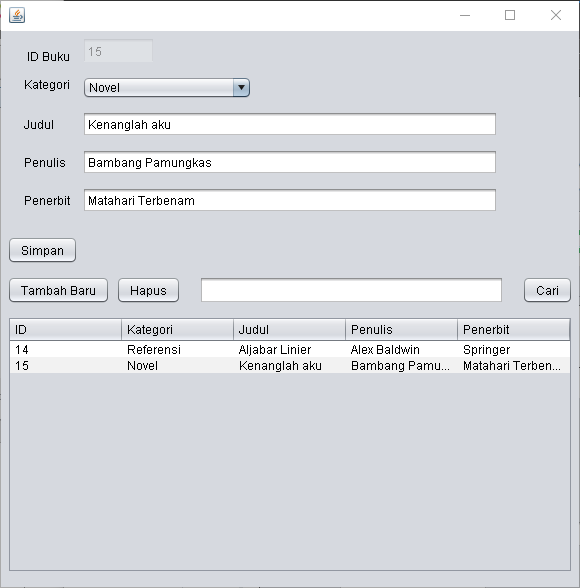 ID Buku 15
Kategori Novel
Judul Kenanglah aku
Penulis Bambang Pamungkas
Penerbit Matahari Terbenam
Simpan
Tambah Baru Hapus Cari
ID Kategori Judul Penulis Penerbit
14 Referensi Aljabar Linier Alex Baldwin Springer
15 Novel Kenanglah aku Bambang Pamu... Matahari Terben...